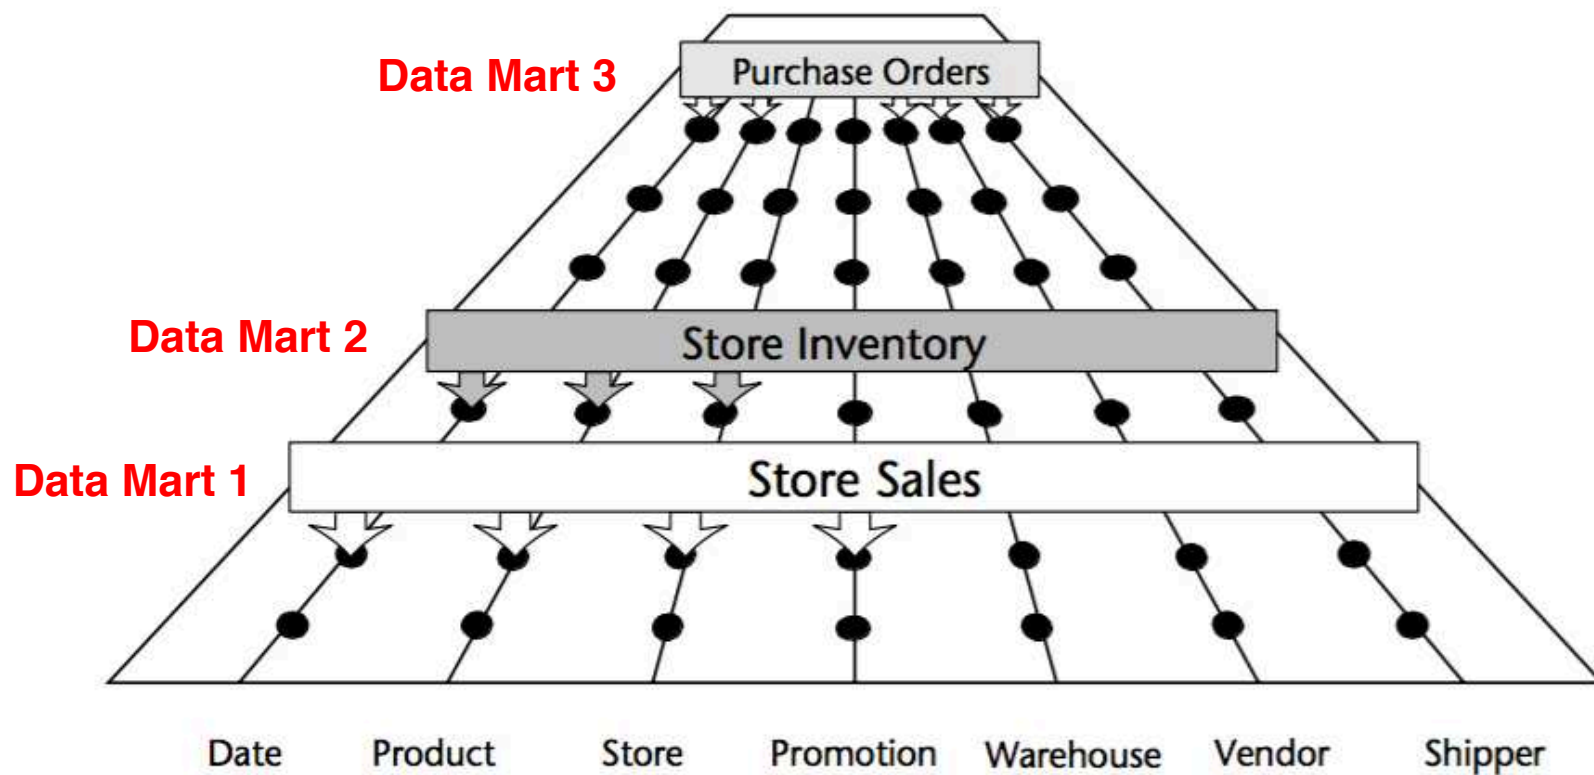 Data Mart 3
Purchase Orders
Data Mart 2
Store Inventory
Data Mart 1
Store Sales
Date Product Store Promotion Warehouse Vendor Shipper